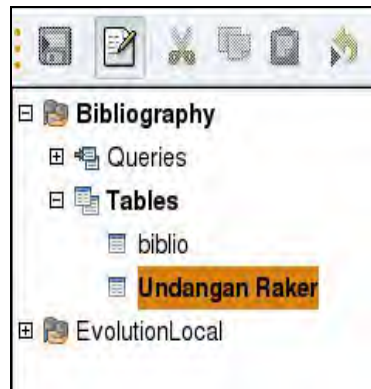 Bibliography
Queries
Tables
biblio
Undangan Raker
EvolutionLocal